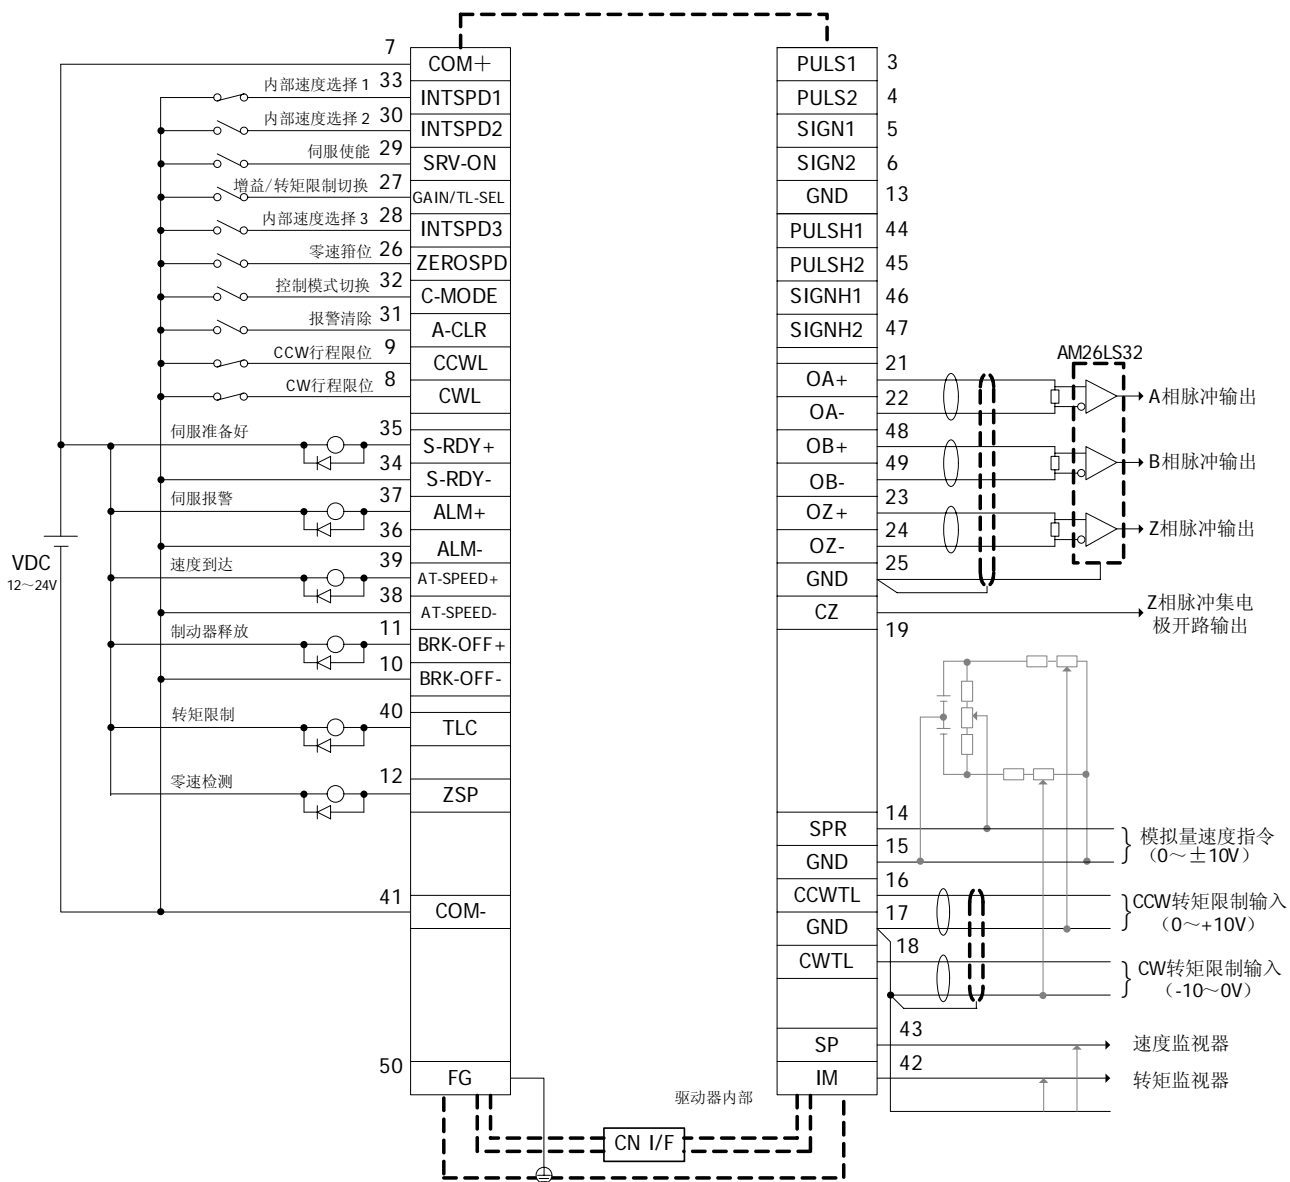 7
COM＋
33
内部速度选择 1
INTSPD1
30
内部速度选择 2
INTSPD2
29
伺服使能
SRV-ON
27
增益/转矩限制切换
GAIN/TL-SEL
28
内部速度选择 3
INTSPD3
26
零速箝位
ZEROSPD
32
控制模式切换
C-MODE
31
报警清除
A-CLR
9
CCW行程限位
CCWL
8
CW行程限位
CWL
35
伺服准备好
S-RDY+
34
S-RDY-
37
伺服报警
ALM+
36
ALM-
39
速度到达
AT-SPEED+
38
AT-SPEED-
11
制动器释放
BRK-OFF+
10
BRK-OFF-
40
转矩限制
TLC
12
零速检测
ZSP
41
COM-
50
FG
VDC
12～24V
PULS1
3
PULS2
4
SIGN1
5
SIGN2
6
GND
13
PULSH1
44
PULSH2
45
SIGNH1
46
SIGNH2
47
AM26LS32
21
OA+
22
OA-
A相脉冲输出
48
OB+
49
OB-
B相脉冲输出
23
OZ+
24
OZ-
Z相脉冲输出
25
GND
CZ
19
Z相脉冲集电
极开路输出
14
SPR
15
GND
模拟量速度指令
（0～±10V）
16
CCWTL
17
GND
CCW转矩限制输入
（0～+10V）
18
CWTL
CW转矩限制输入
（-10～0V）
43
SP
速度监视器
42
IM
转矩监视器
驱动器内部
CN I/F